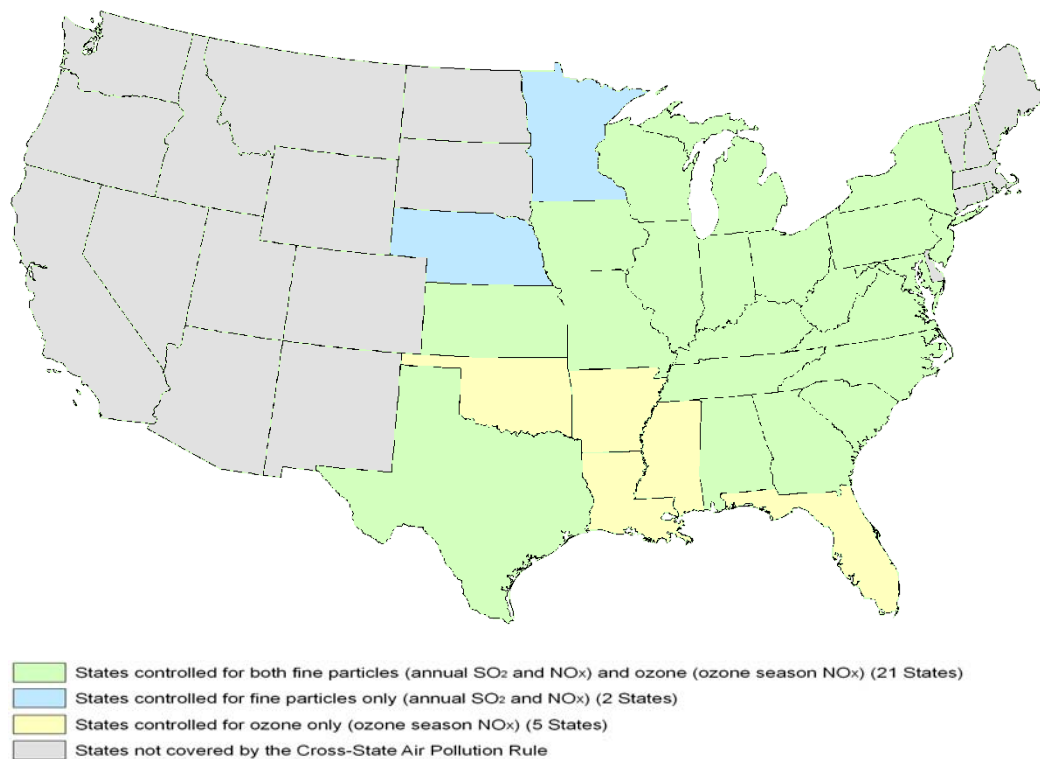 States controlled for both fine particles (annual SO₂ and NOx) and ozone (ozone season NOx) (21 States)
States controlled for fine particles only (annual SO₂ and NOx) (2 States)
States controlled for ozone only (ozone season NOx) (5 States)
States not covered by the Cross-State Air Pollution Rule